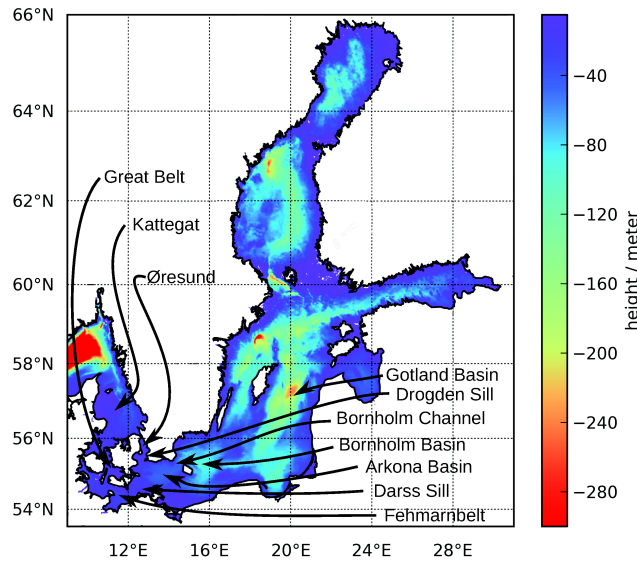 66°N
64°N
62°N
60°N
58°N
56°N
54°N
12°E
16°E
20°E
24°E
28°E
Great Belt
Kattegat
Øresund
Gotland Basin
Drogden Sill
Bornholm Channel
Bornholm Basin
Arkona Basin
Darss Sill
Fehmarnbelt
−40
−80
−120
−160
−200
−240
−280
height / meter